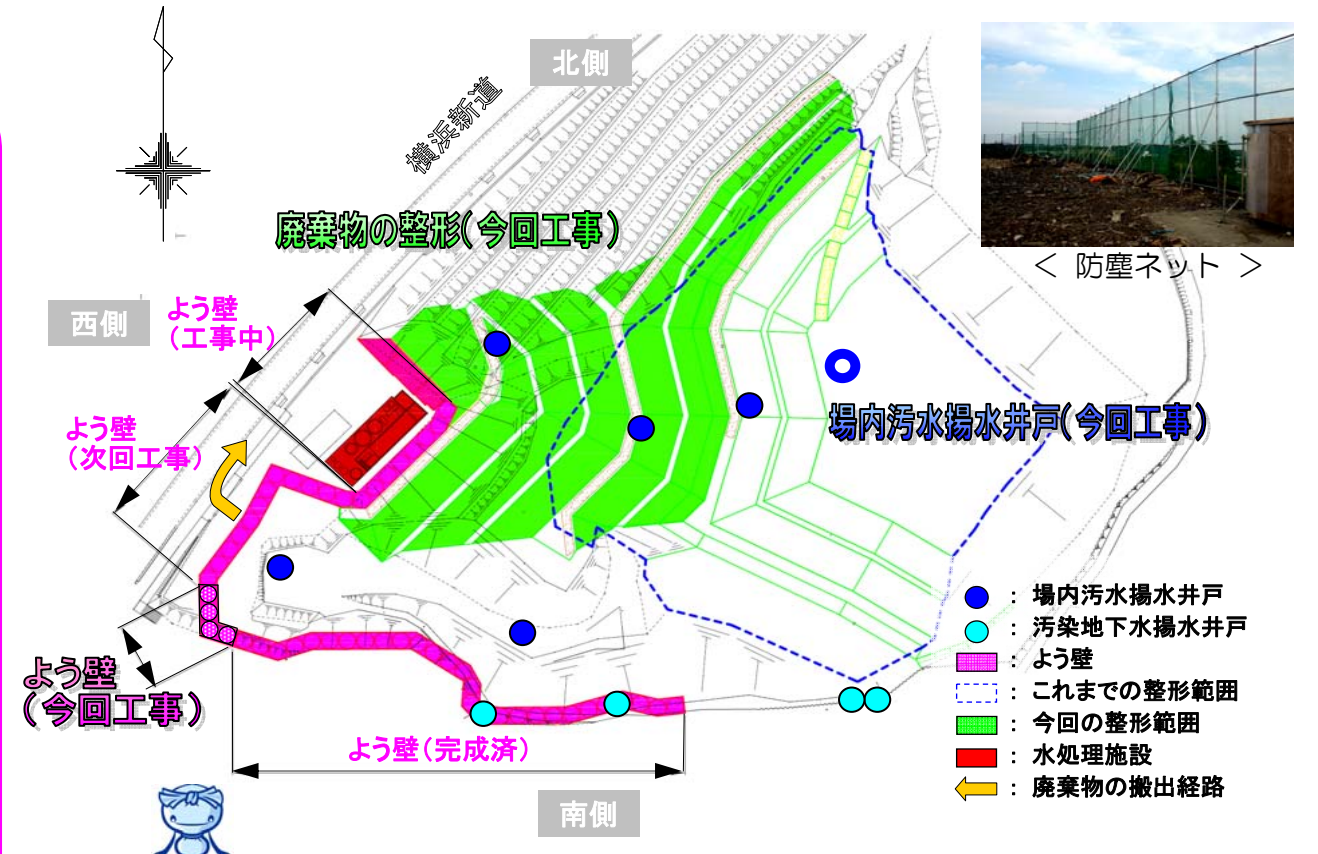 北側
横浜新道
廃棄物の整形(今回工事)
< 防塵ネット >
西側
よう壁
(工事中)
よう壁
(次回工事)
場内汚水揚水井戸(今回工事)
よう壁
(今回工事)
よう壁(完成済)
南側
: 場内汚水揚水井戸
: 汚染地下水揚水井戸
: よう壁
: これまでの整形範囲
: 今回の整形範囲
: 水処理施設
: 廃棄物の搬出経路